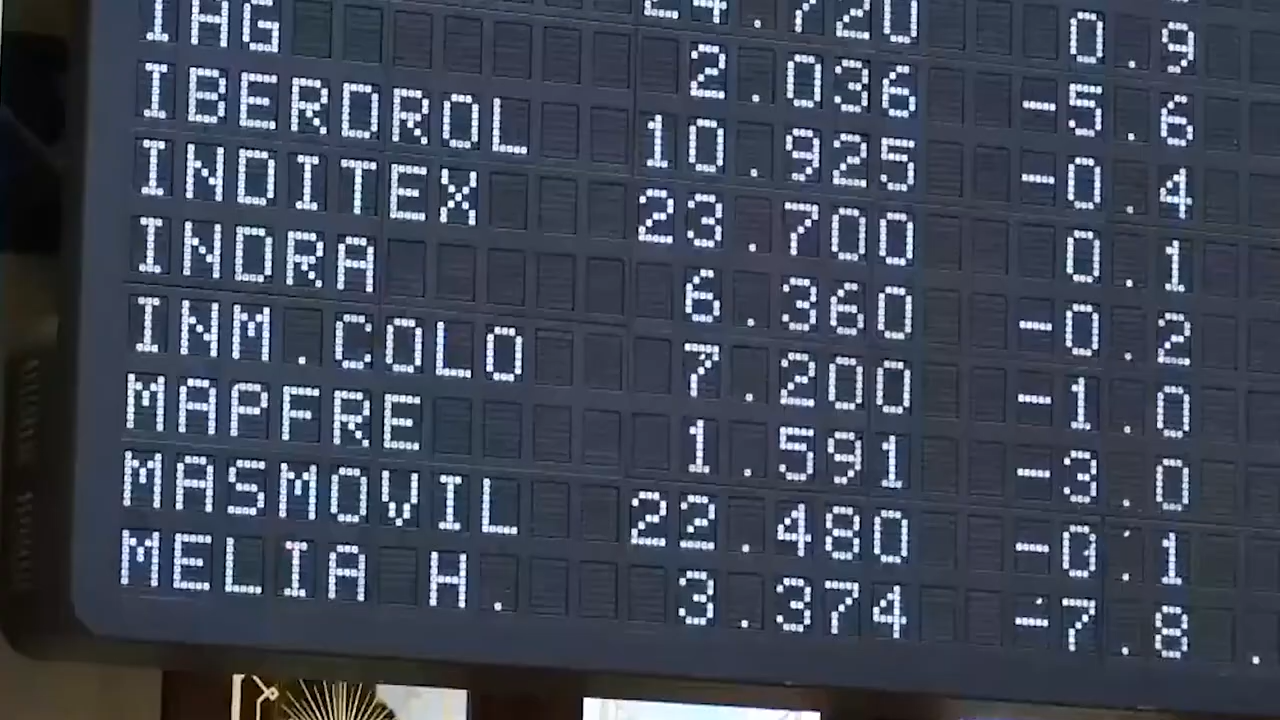 24.720 0.9
IAG 2.036 -5.6
IBERDROL 10.925 -0.4
INDITEX 23.700 0.1
INDRA 6.360 -0.2
INM.COLO 7.200 -1.0
MAPFRE 1.591 -3.0
MASMOVIL 22.480 -0.1
MELIA H. 3.374 -7.8